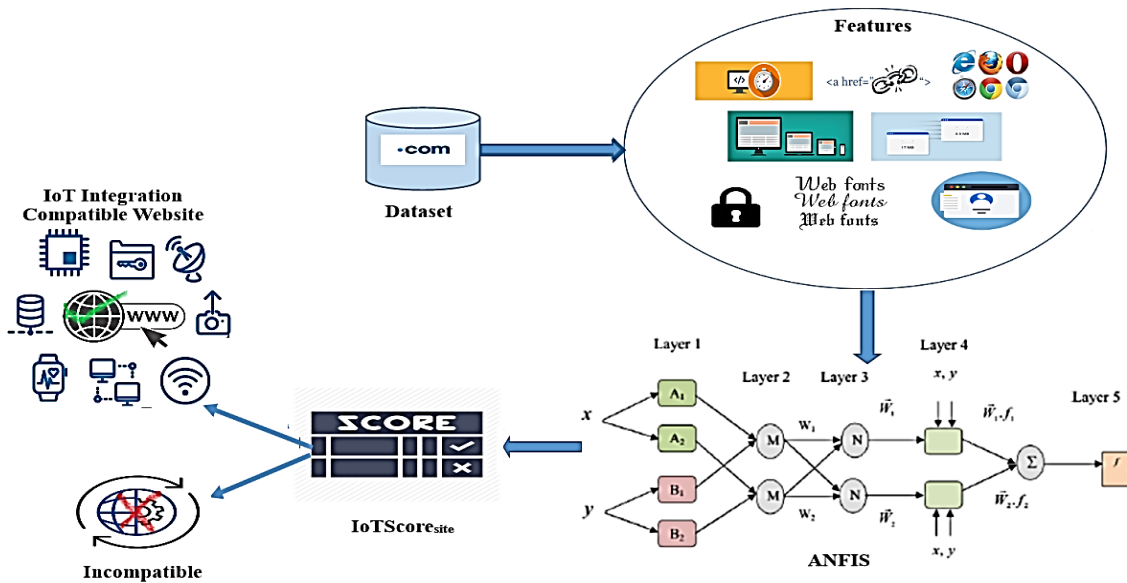 Features
<a href="
">
.com
Web fonts
Web fonts
Web fonts
Dataset
IoT Integration
Compatible Website
www
Layer 1
Layer 2
Layer 3
Layer 4
Layer 5
x, y
x
A₁
A₂
M
W₁
N
W⃗₁
W⃗₁.f₁
Σ
f
y
B₁
B₂
M
W₂
N
W⃗₂
W⃗₂.f₂
x, y
ANFIS
SCORE
IoTScoresite
Incompatible